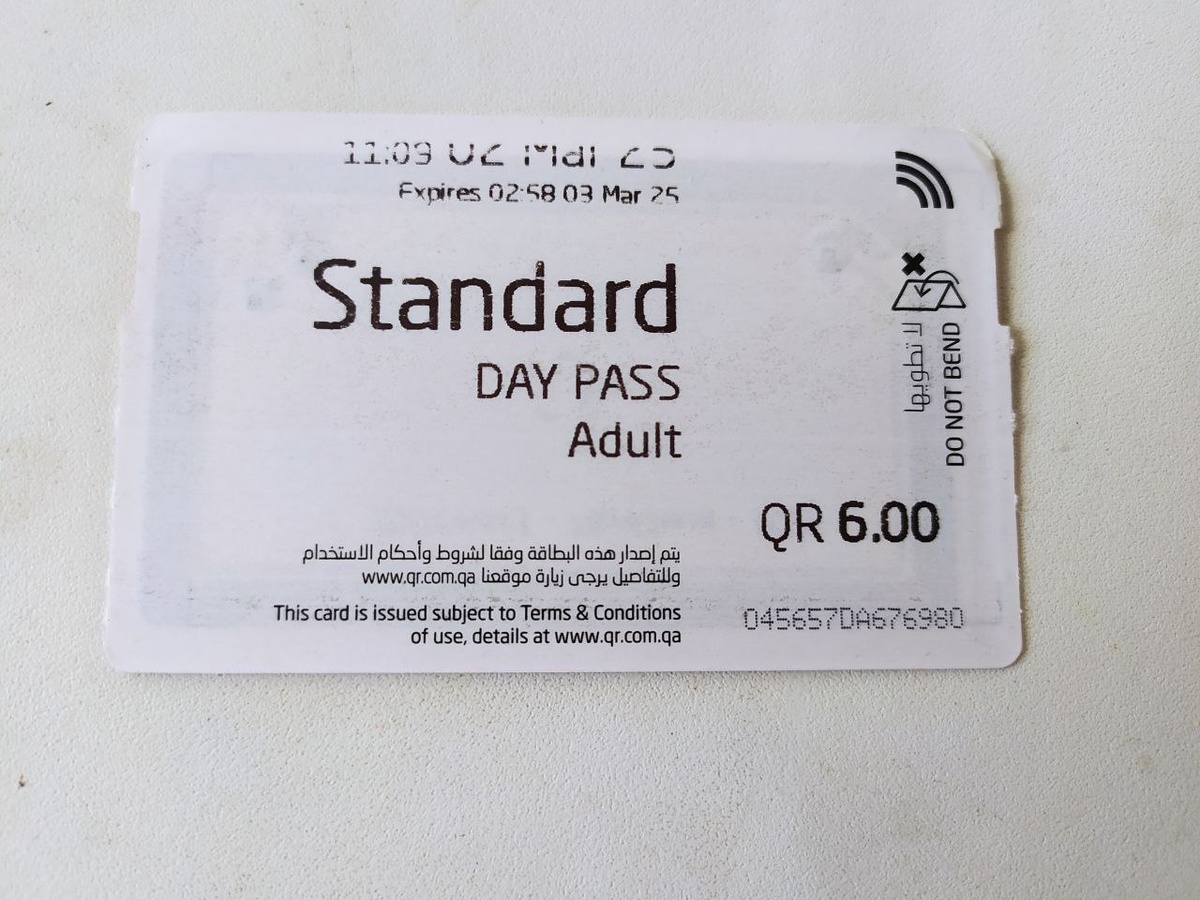 11:09 02 Mar 25
Expires 02:58 03 Mar 25
Standard
DAY PASS
Adult
لا تطويها
DO NOT BEND
QR 6.00
يتم إصدار هذه البطاقة وفقا لشروط وأحكام الاستخدام
وللتفاصيل يرجى زيارة موقعنا www.qr.com.qa
This card is issued subject to Terms & Conditions
of use, details at www.qr.com.qa
045657DA676980